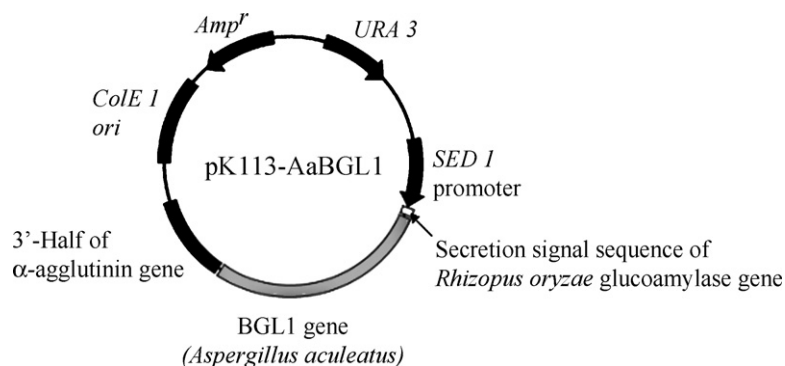 Amp^r
URA 3
ColE 1
ori
pK113-AaBGL1
SED 1
promoter
3’-Half of
α-agglutinin gene
Secretion signal sequence of
Rhizopus oryzae glucoamylase gene
BGL1 gene
(Aspergillus aculeatus)